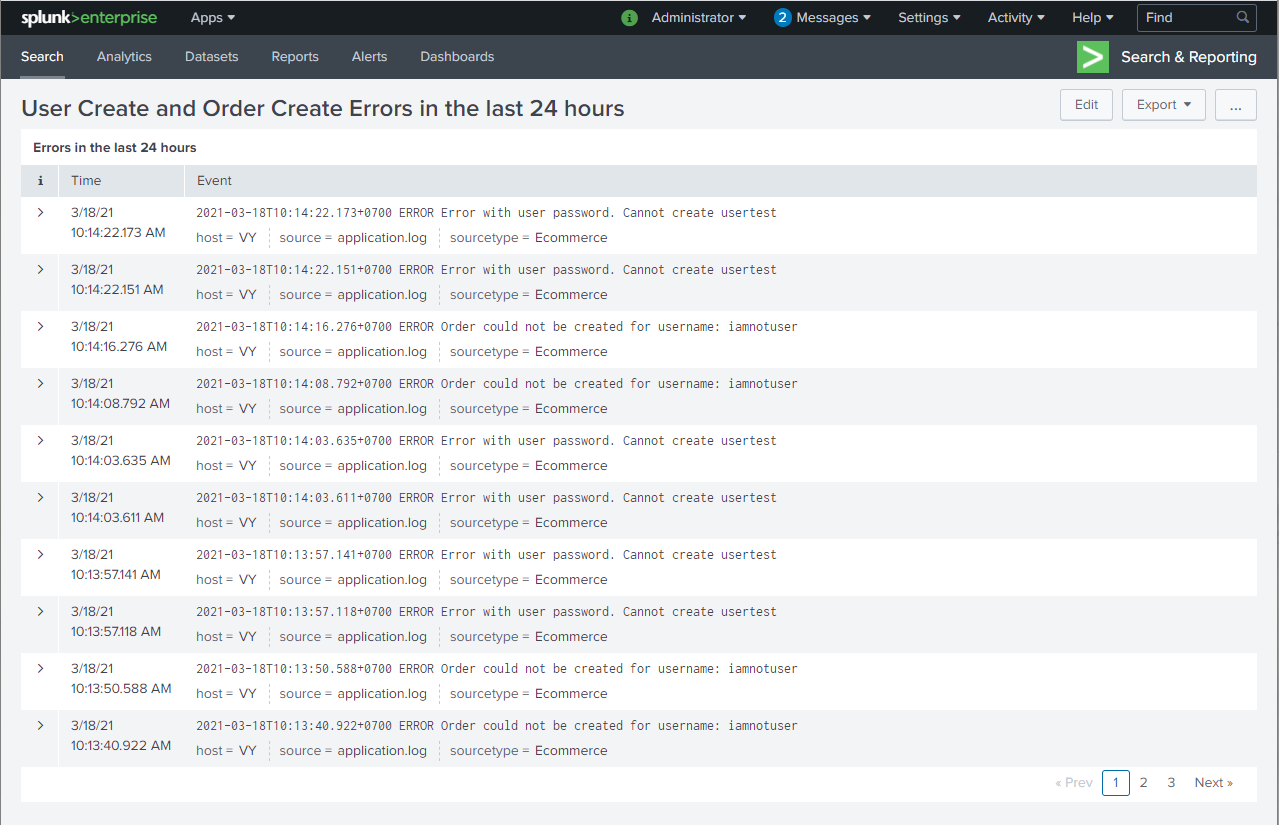 splunk>enterprise Apps Administrator 2 Messages Settings Activity Help Find
Search Analytics Datasets Reports Alerts Dashboards Search & Reporting
User Create and Order Create Errors in the last 24 hours Edit Export ...
Errors in the last 24 hours
i Time Event
3/18/21 2021-03-18T10:14:22.173+0700 ERROR Error with user password. Cannot create usertest
10:14:22.173 AM host = VY source = application.log sourcetype = Ecommerce
3/18/21 2021-03-18T10:14:22.151+0700 ERROR Error with user password. Cannot create usertest
10:14:22.151 AM host = VY source = application.log sourcetype = Ecommerce
3/18/21 2021-03-18T10:14:16.276+0700 ERROR Order could not be created for username: iamnotuser
10:14:16.276 AM host = VY source = application.log sourcetype = Ecommerce
3/18/21 2021-03-18T10:14:08.792+0700 ERROR Order could not be created for username: iamnotuser
10:14:08.792 AM host = VY source = application.log sourcetype = Ecommerce
3/18/21 2021-03-18T10:14:03.635+0700 ERROR Error with user password. Cannot create usertest
10:14:03.635 AM host = VY source = application.log sourcetype = Ecommerce
3/18/21 2021-03-18T10:14:03.611+0700 ERROR Error with user password. Cannot create usertest
10:14:03.611 AM host = VY source = application.log sourcetype = Ecommerce
3/18/21 2021-03-18T10:13:57.141+0700 ERROR Error with user password. Cannot create usertest
10:13:57.141 AM host = VY source = application.log sourcetype = Ecommerce
3/18/21 2021-03-18T10:13:57.118+0700 ERROR Error with user password. Cannot create usertest
10:13:57.118 AM host = VY source = application.log sourcetype = Ecommerce
3/18/21 2021-03-18T10:13:50.588+0700 ERROR Order could not be created for username: iamnotuser
10:13:50.588 AM host = VY source = application.log sourcetype = Ecommerce
3/18/21 2021-03-18T10:13:40.922+0700 ERROR Order could not be created for username: iamnotuser
10:13:40.922 AM host = VY source = application.log sourcetype = Ecommerce
« Prev 1 2 3 Next »